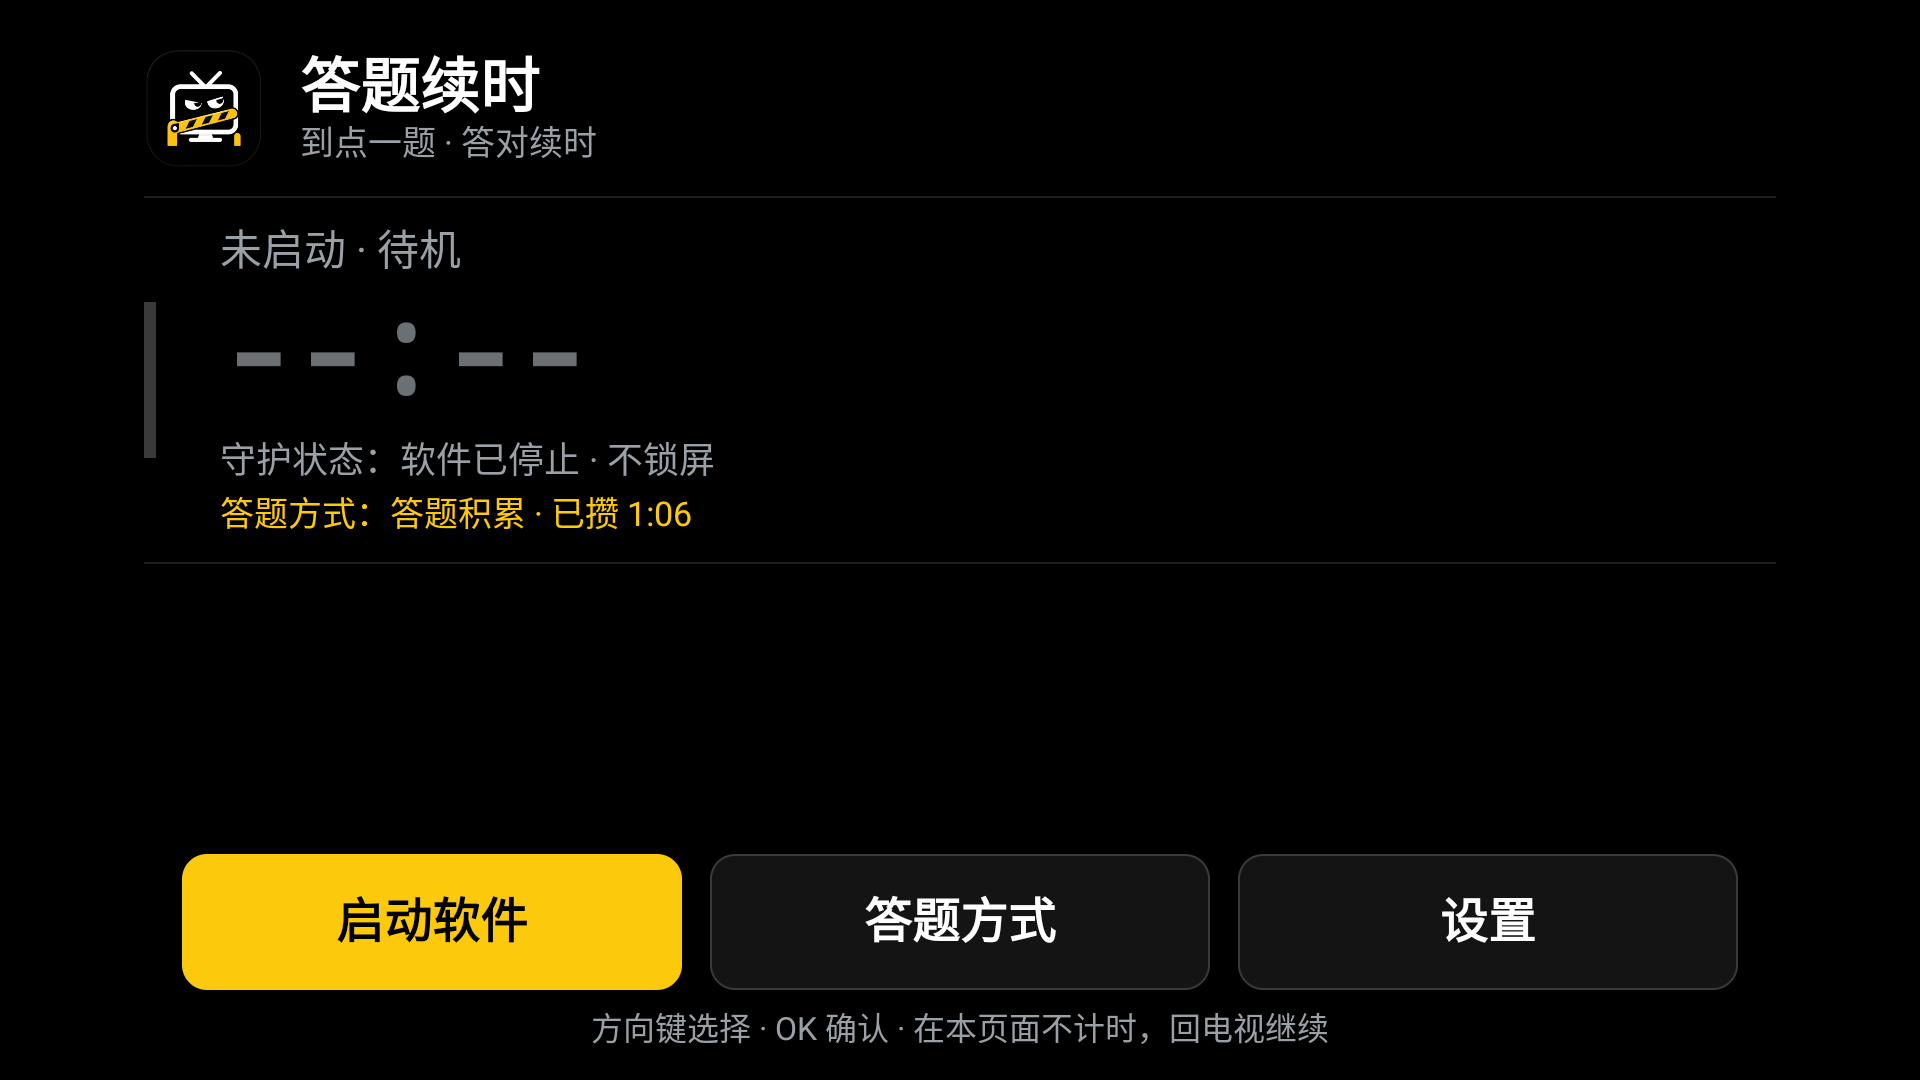 答题续时
到点一题 · 答对续时
未启动 · 待机
--:--
守护状态：软件已停止 · 不锁屏
答题方式：答题积累 · 已攒 1:06
启动软件
答题方式
设置
方向键选择 · OK 确认 · 在本页面不计时，回电视继续